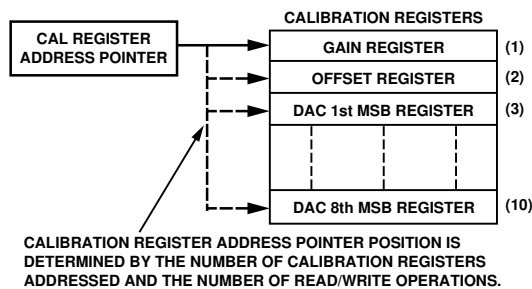 CALIBRATION REGISTERS
CAL REGISTER
ADDRESS POINTER
GAIN REGISTER (1)
OFFSET REGISTER (2)
DAC 1st MSB REGISTER (3)
DAC 8th MSB REGISTER (10)
CALIBRATION REGISTER ADDRESS POINTER POSITION IS
DETERMINED BY THE NUMBER OF CALIBRATION REGISTERS
ADDRESSED AND THE NUMBER OF READ/WRITE OPERATIONS.